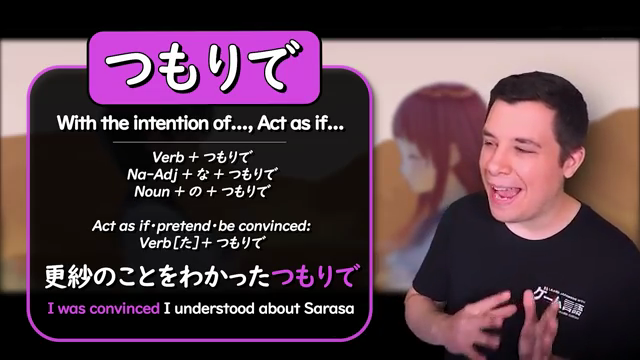 つもりで
With the intention of..., Act as if...
Verb + つもりで
Na-Adj + な + つもりで
Noun + の + つもりで
Act as if・pretend・be convinced:
Verb[た]+ つもりで
更紗のことをわかったつもりで
I was convinced I understood about Sarasa
ゲーム言語